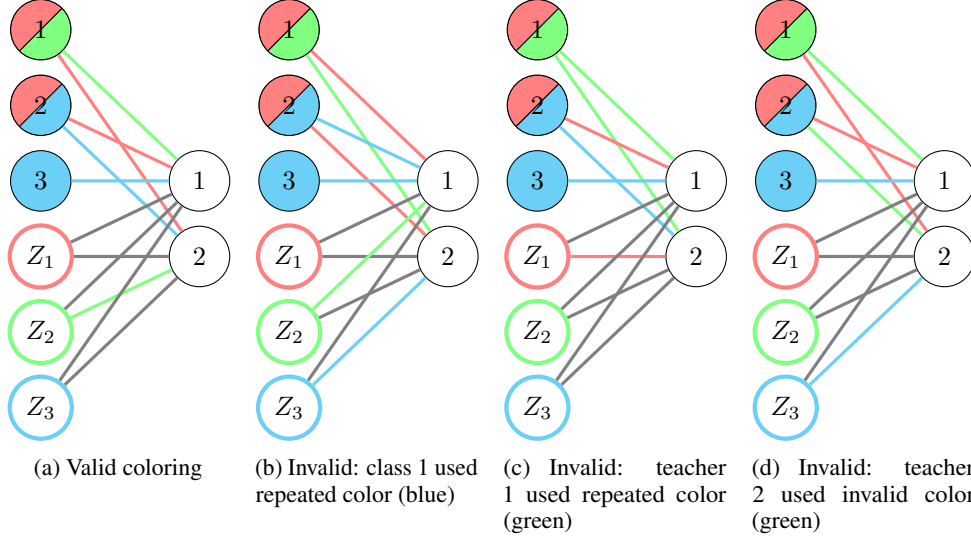 1
2
3
1
Z1
2
Z2
Z3
(a) Valid coloring
1
2
3
1
Z1
2
Z2
Z3
(b) Invalid: class 1 used
repeated color (blue)
1
2
3
1
Z1
2
Z2
Z3
(c) Invalid: teacher
1 used repeated color
(green)
1
2
3
1
Z1
2
Z2
Z3
(d) Invalid: teacher
2 used invalid color
(green)